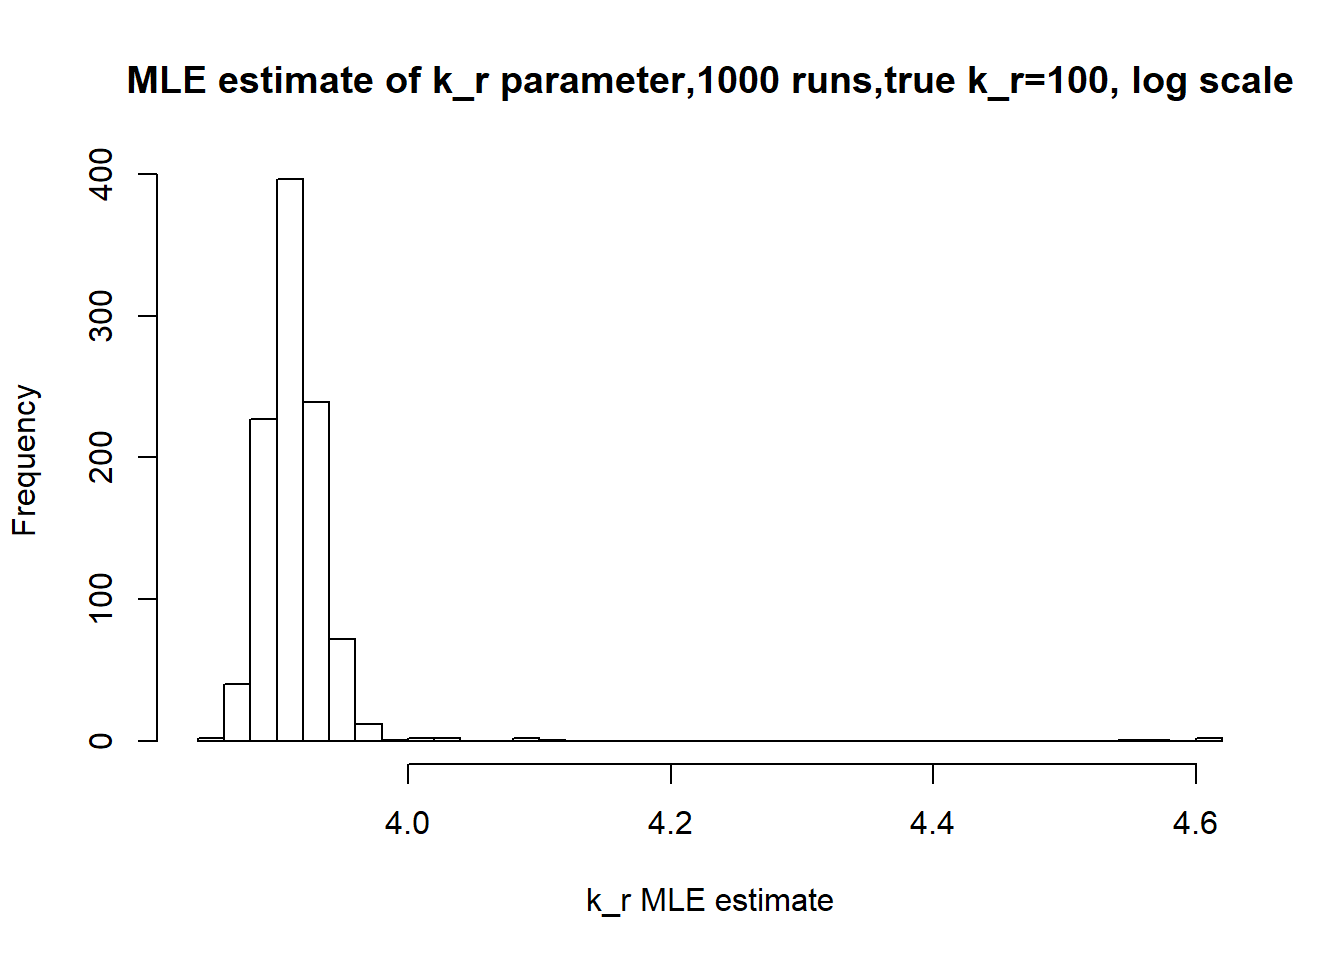 MLE estimate of k_r parameter,1000 runs,true k_r=100, log scale
400
300
200
100
0
Frequency
4.0 4.2 4.4 4.6
k_r MLE estimate